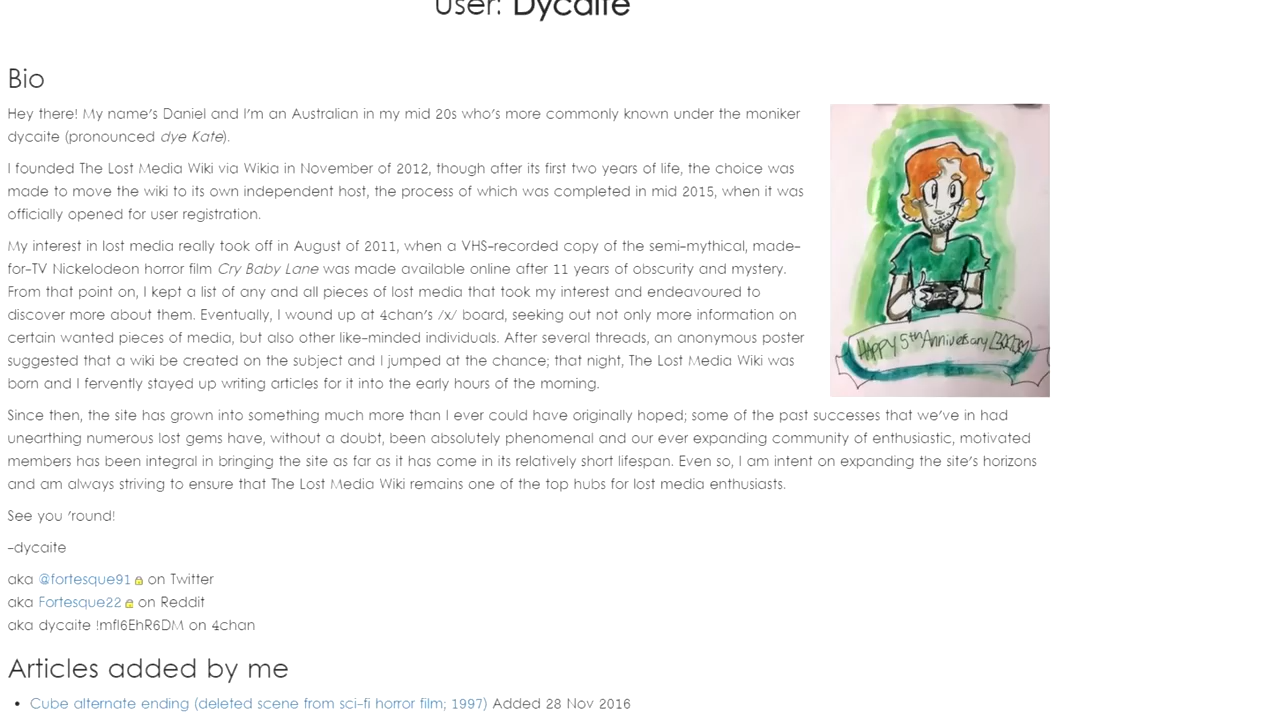 User: Dycaite
Bio
Hey there! My name's Daniel and I'm an Australian in my mid 20s who's more commonly known under the moniker
dycaite (pronounced dye Kate).
I founded The Lost Media Wiki via Wikia in November of 2012, though after its first two years of life, the choice was
made to move the wiki to its own independent host, the process of which was completed in mid 2015, when it was
officially opened for user registration.
My interest in lost media really took off in August of 2011, when a VHS-recorded copy of the semi-mythical, made-
for-TV Nickelodeon horror film Cry Baby Lane was made available online after 11 years of obscurity and mystery.
From that point on, I kept a list of any and all pieces of lost media that took my interest and endeavoured to
discover more about them. Eventually, I wound up at 4chan's /x/ board, seeking out not only more information on
certain wanted pieces of media, but also other like-minded individuals. After several threads, an anonymous poster
suggested that a wiki be created on the subject and I jumped at the chance; that night, The Lost Media Wiki was
born and I fervently stayed up writing articles for it into the early hours of the morning.
HAPPY 5th Anniversary
Since then, the site has grown into something much more than I ever could have originally hoped; some of the past successes that we've in had
unearthing numerous lost gems have, without a doubt, been absolutely phenomenal and our ever expanding community of enthusiastic, motivated
members has been integral in bringing the site as far as it has come in its relatively short lifespan. Even so, I am intent on expanding the site's horizons
and am always striving to ensure that The Lost Media Wiki remains one of the top hubs for lost media enthusiasts.
See you 'round!
-dycaite
aka @fortesque91 on Twitter
aka Fortesque22 on Reddit
aka dycaite !mfI6EhR6DM on 4chan
Articles added by me
• Cube alternate ending (deleted scene from sci-fi horror film; 1997) Added 28 Nov 2016